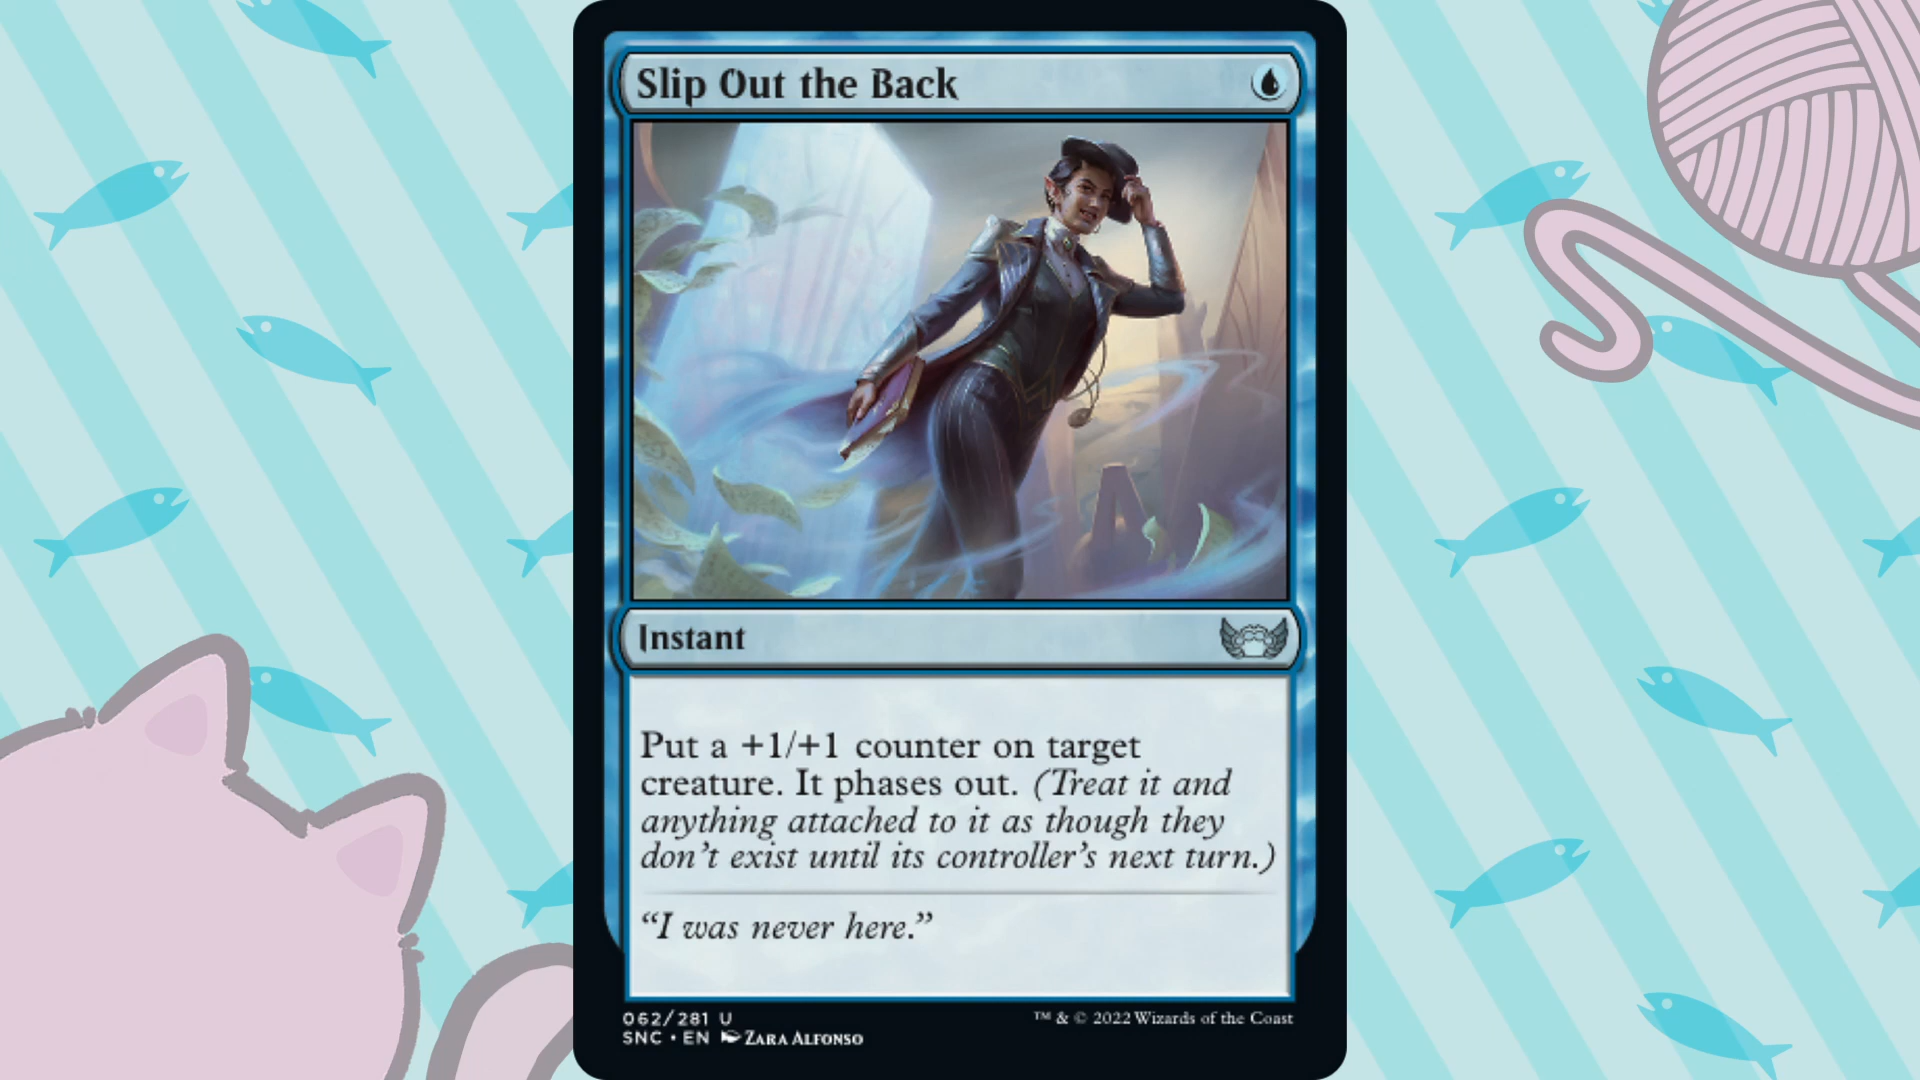 Slip Out the Back
Instant
Put a +1/+1 counter on target
creature. It phases out. (Treat it and
anything attached to it as though they
don't exist until its controller's next turn.)
“I was never here.”
062/281 U
SNC • EN Zara Alfonso
™ & © 2022 Wizards of the Coast